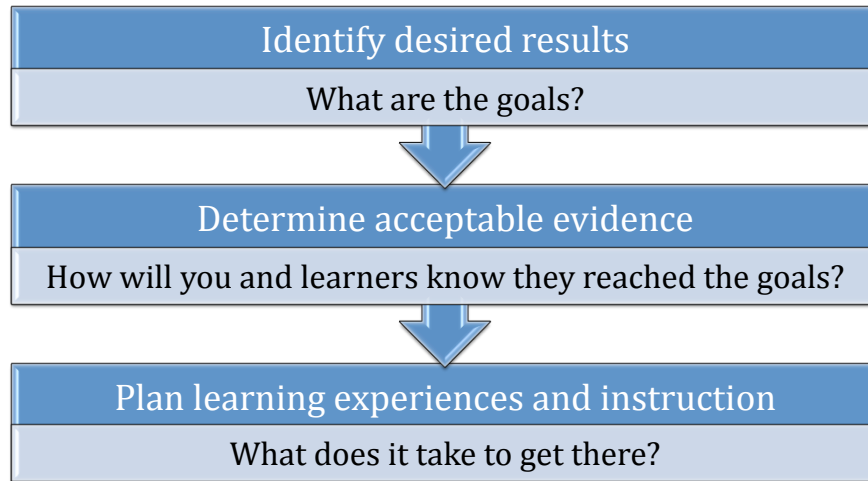 Identify desired results
What are the goals?
Determine acceptable evidence
How will you and learners know they reached the goals?
Plan learning experiences and instruction
What does it take to get there?